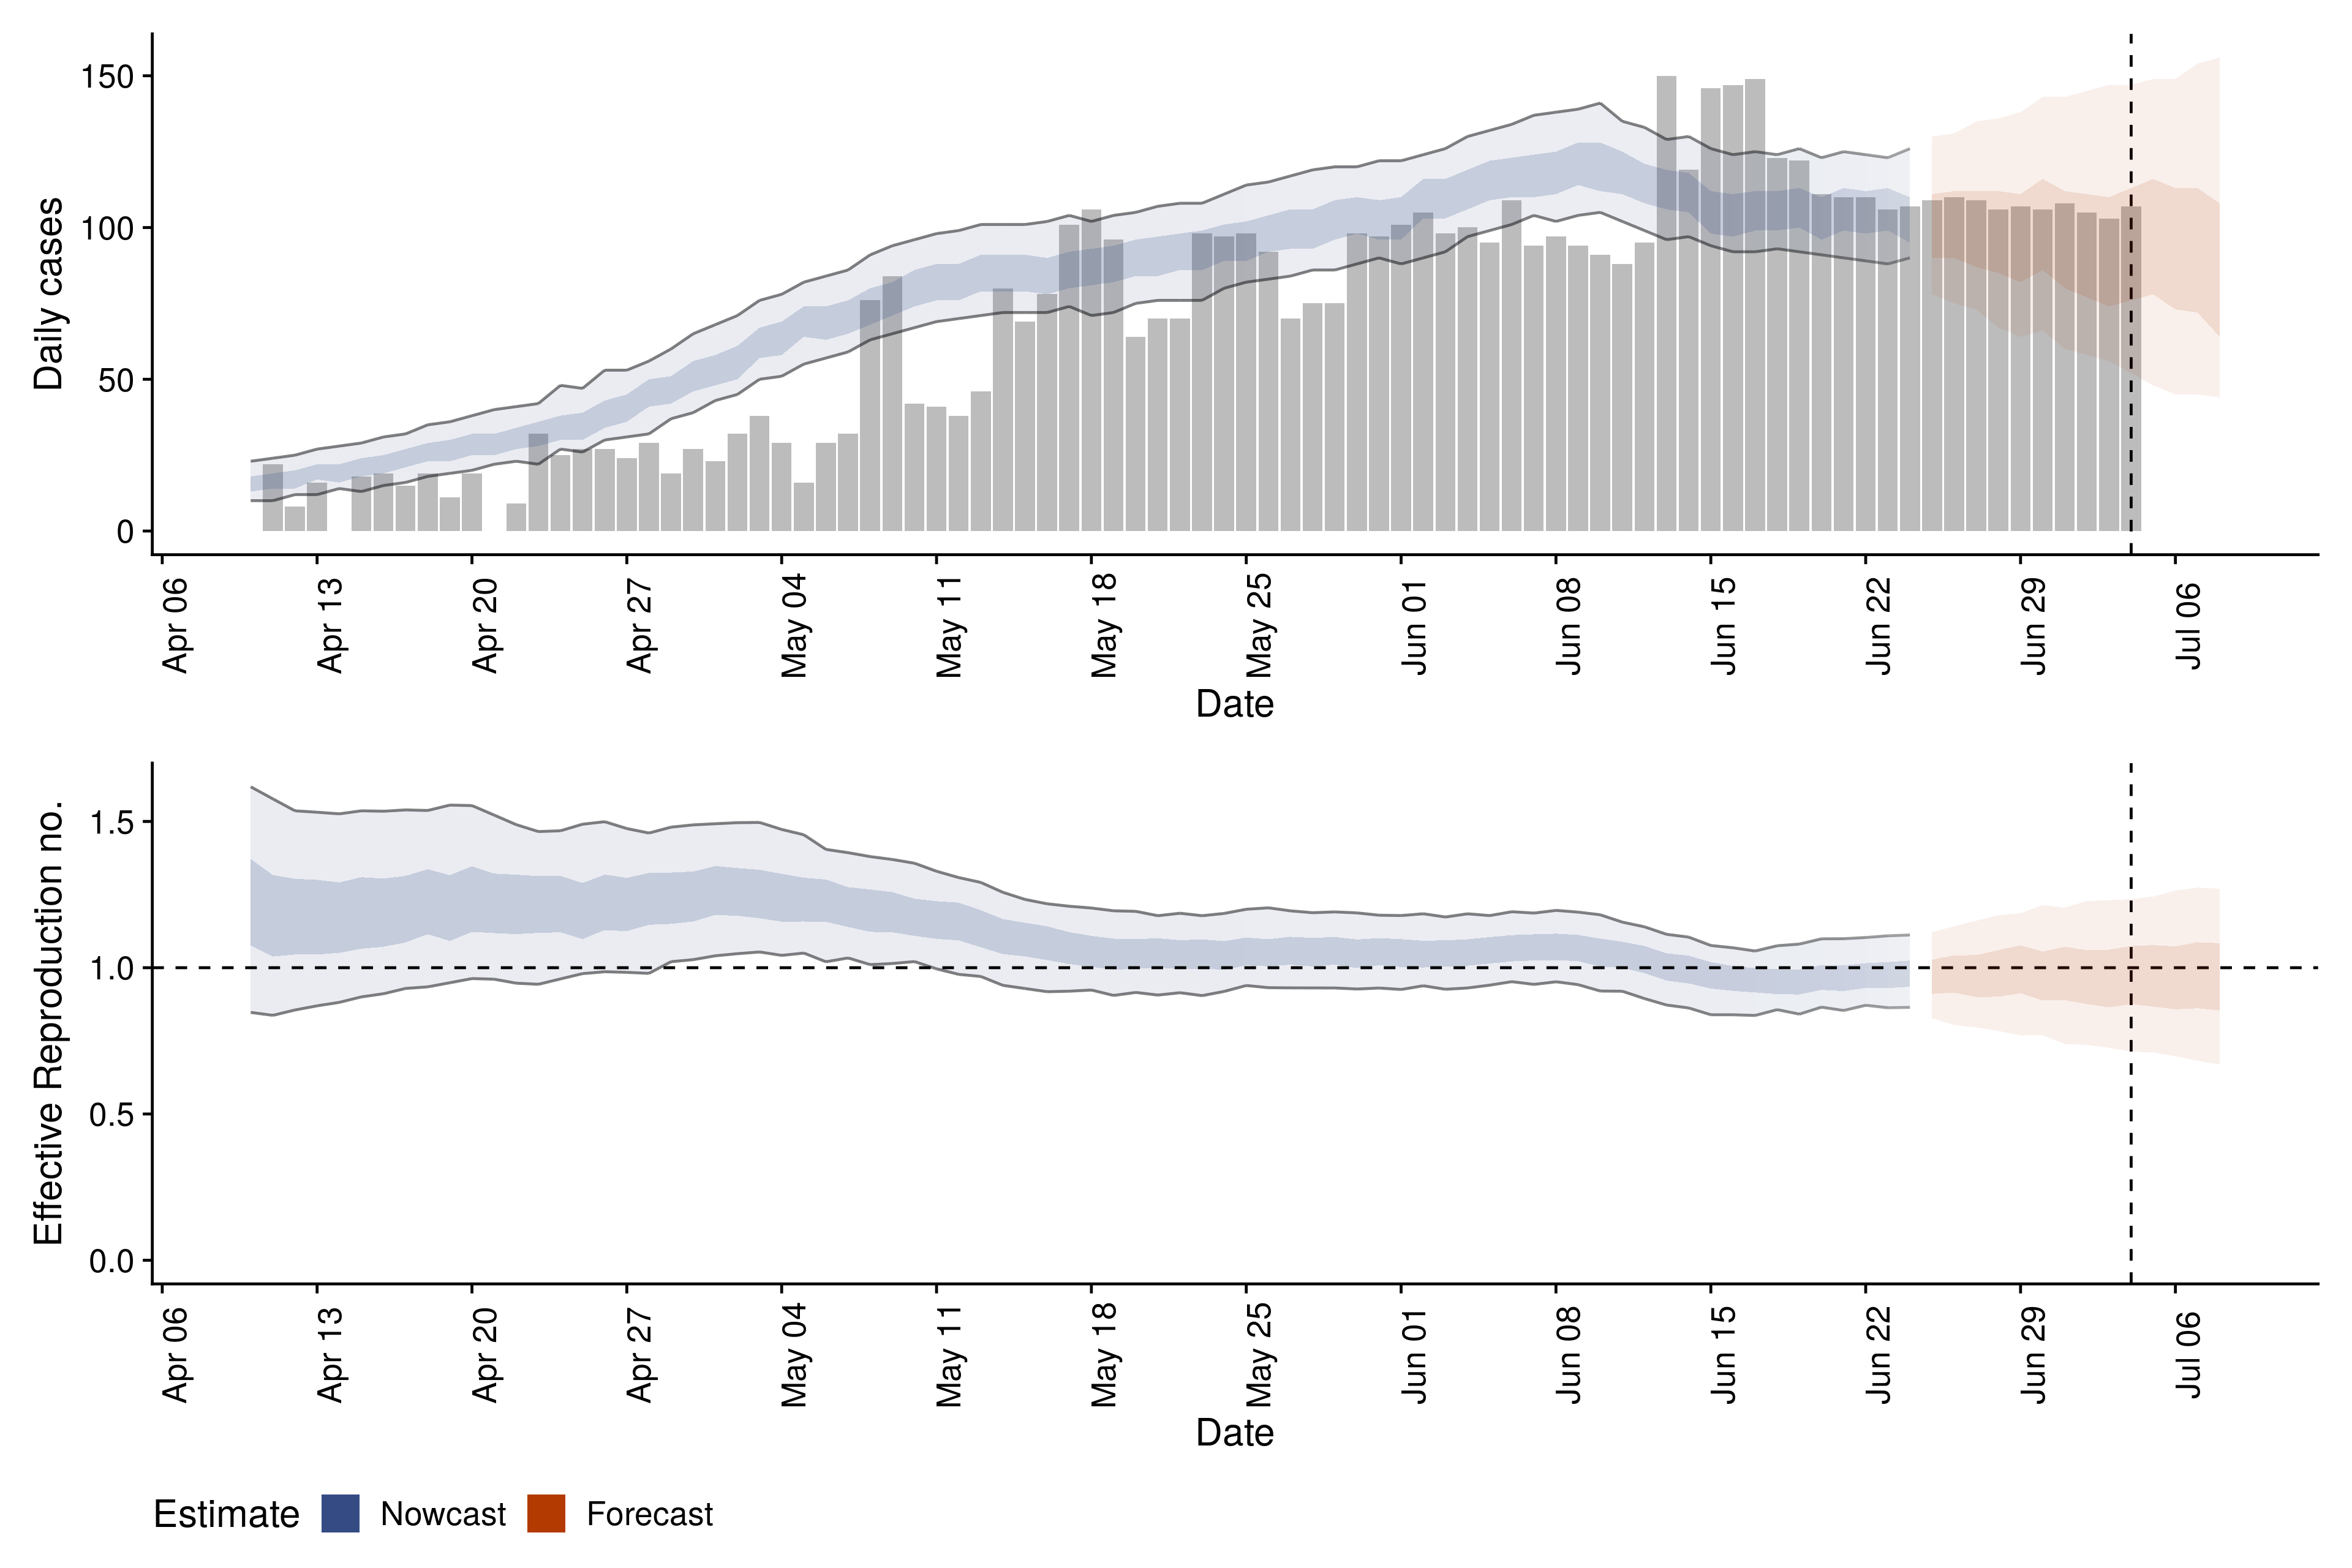 Daily cases
150
100
50
0
Apr 06 Apr 13 Apr 20 Apr 27 May 04 May 11 May 18 May 25 Jun 01 Jun 08 Jun 15 Jun 22 Jun 29 Jul 06
Date
Effective Reproduction no.
1.5
1.0
0.5
0.0
Apr 06 Apr 13 Apr 20 Apr 27 May 04 May 11 May 18 May 25 Jun 01 Jun 08 Jun 15 Jun 22 Jun 29 Jul 06
Date
Estimate Nowcast Forecast